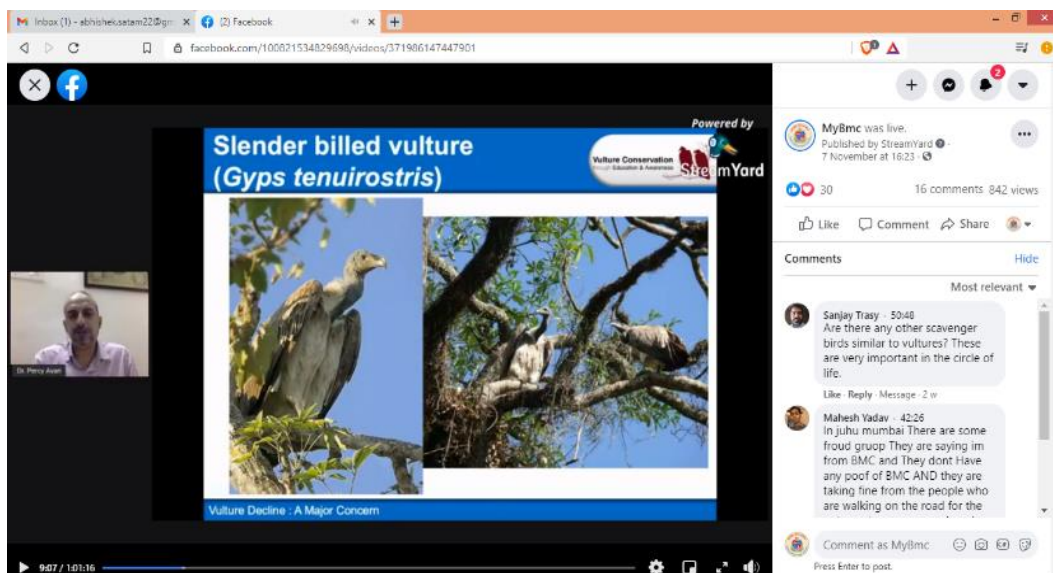 Inbox (1) - abhishek.satam22@gm
(2) Facebook
facebook.com/100821534829698/videos/371986147447901
2
Powered by
StreamYard
Slender billed vulture
(Gyps tenuirostris)
Vulture Conservation
through Education & Awareness
Dr. Percy Avari
Vulture Decline : A Major Concern
9:07 / 1:01:16
MyBmc was live.
Published by StreamYard
7 November at 16:23
30
16 comments 842 views
Like Comment Share
Comments Hide
Most relevant
Sanjay Trasy · 50:48
Are there any other scavenger
birds similar to vultures? These
are very important in the circle of
life.
Like · Reply · Message · 2 w
Mahesh Yadav · 42:26
In juhu mumbai There are some
froud gruop They are saying im
from BMC and They dont Have
any poof of BMC AND they are
taking fine from the people who
are walking on the road for the
Comment as MyBmc
Press Enter to post.